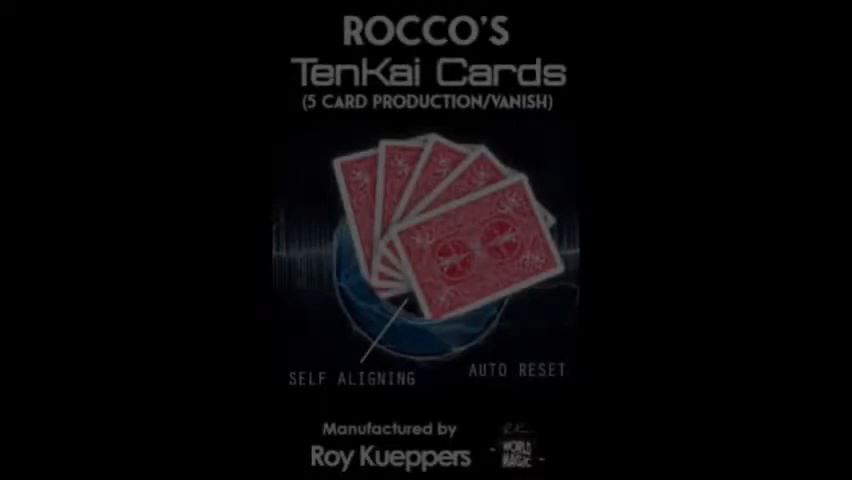 ROCCO'S
TenKai Cards
(5 CARD PRODUCTION/VANISH)
SELF ALIGNING
AUTO RESET
Manufactured by
Roy Kueppers
WORLD
MAGIC